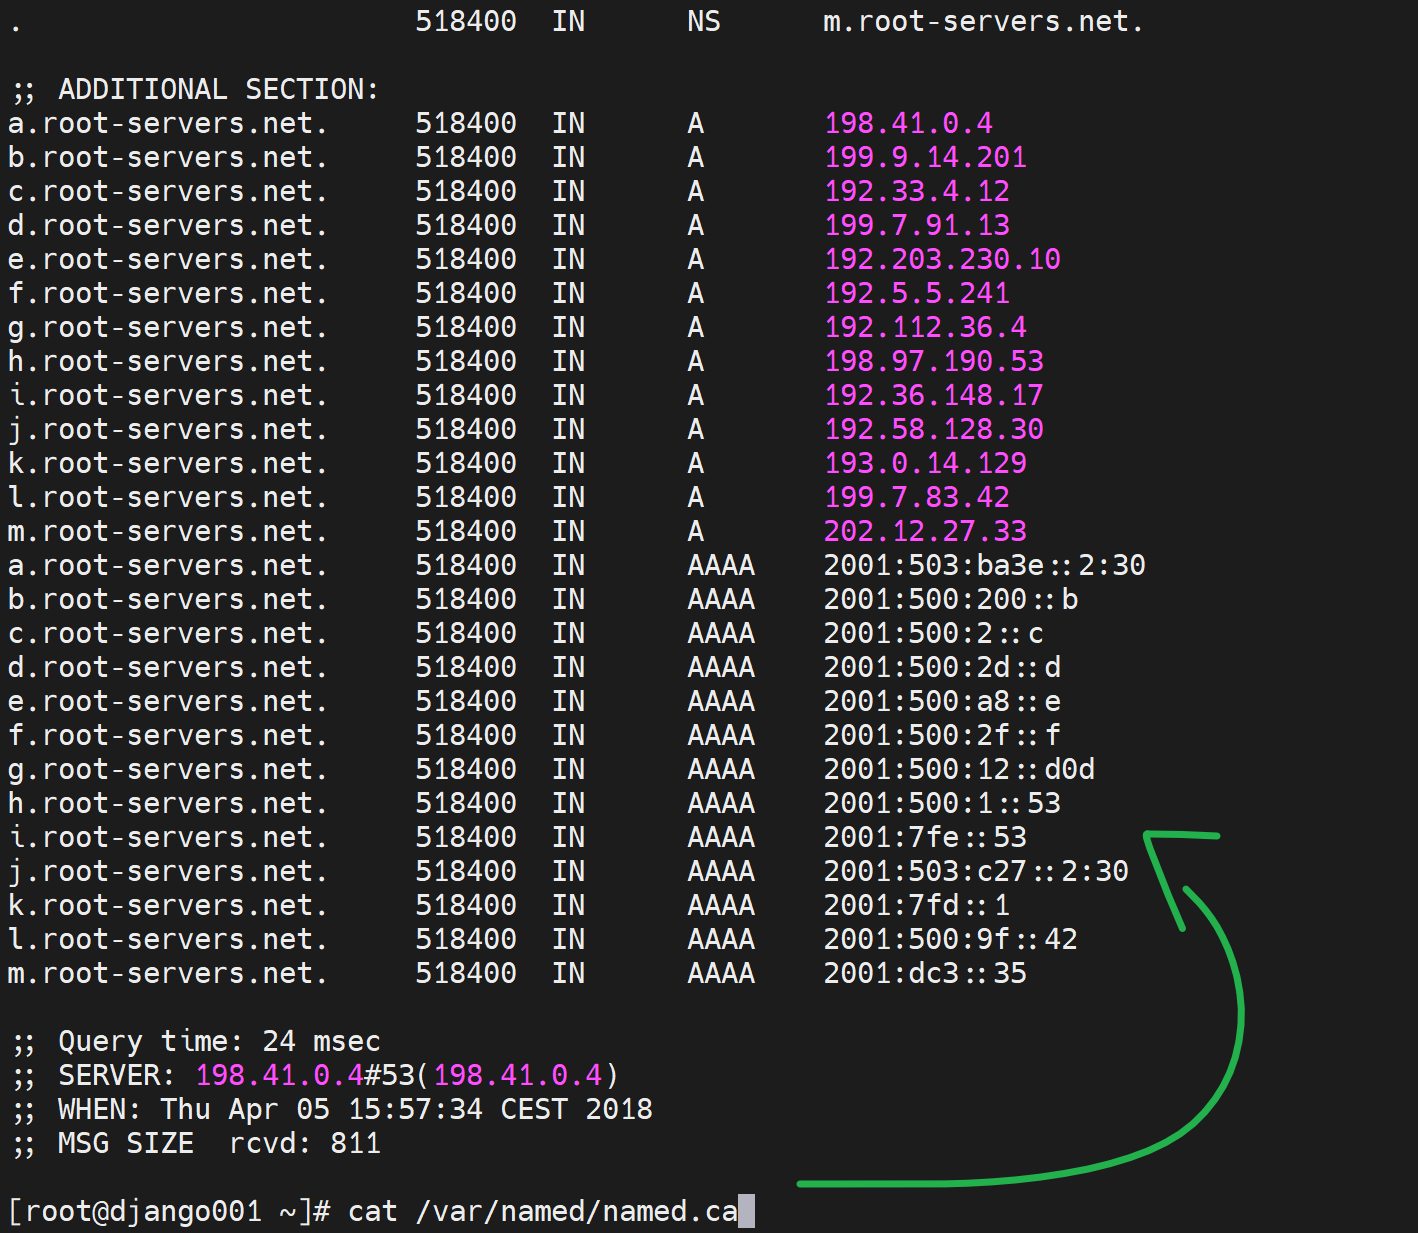 . 518400 IN NS m.root-servers.net.
;; ADDITIONAL SECTION:
a.root-servers.net. 518400 IN A 198.41.0.4
b.root-servers.net. 518400 IN A 199.9.14.201
c.root-servers.net. 518400 IN A 192.33.4.12
d.root-servers.net. 518400 IN A 199.7.91.13
e.root-servers.net. 518400 IN A 192.203.230.10
f.root-servers.net. 518400 IN A 192.5.5.241
g.root-servers.net. 518400 IN A 192.112.36.4
h.root-servers.net. 518400 IN A 198.97.190.53
i.root-servers.net. 518400 IN A 192.36.148.17
j.root-servers.net. 518400 IN A 192.58.128.30
k.root-servers.net. 518400 IN A 193.0.14.129
l.root-servers.net. 518400 IN A 199.7.83.42
m.root-servers.net. 518400 IN A 202.12.27.33
a.root-servers.net. 518400 IN AAAA 2001:503:ba3e::2:30
b.root-servers.net. 518400 IN AAAA 2001:500:200::b
c.root-servers.net. 518400 IN AAAA 2001:500:2::c
d.root-servers.net. 518400 IN AAAA 2001:500:2d::d
e.root-servers.net. 518400 IN AAAA 2001:500:a8::e
f.root-servers.net. 518400 IN AAAA 2001:500:2f::f
g.root-servers.net. 518400 IN AAAA 2001:500:12::d0d
h.root-servers.net. 518400 IN AAAA 2001:500:1::53
i.root-servers.net. 518400 IN AAAA 2001:7fe::53
j.root-servers.net. 518400 IN AAAA 2001:503:c27::2:30
k.root-servers.net. 518400 IN AAAA 2001:7fd::1
l.root-servers.net. 518400 IN AAAA 2001:500:9f::42
m.root-servers.net. 518400 IN AAAA 2001:dc3::35
;; Query time: 24 msec
;; SERVER: 198.41.0.4#53(198.41.0.4)
;; WHEN: Thu Apr 05 15:57:34 CEST 2018
;; MSG SIZE rcvd: 811
[root@django001 ~]# cat /var/named/named.ca